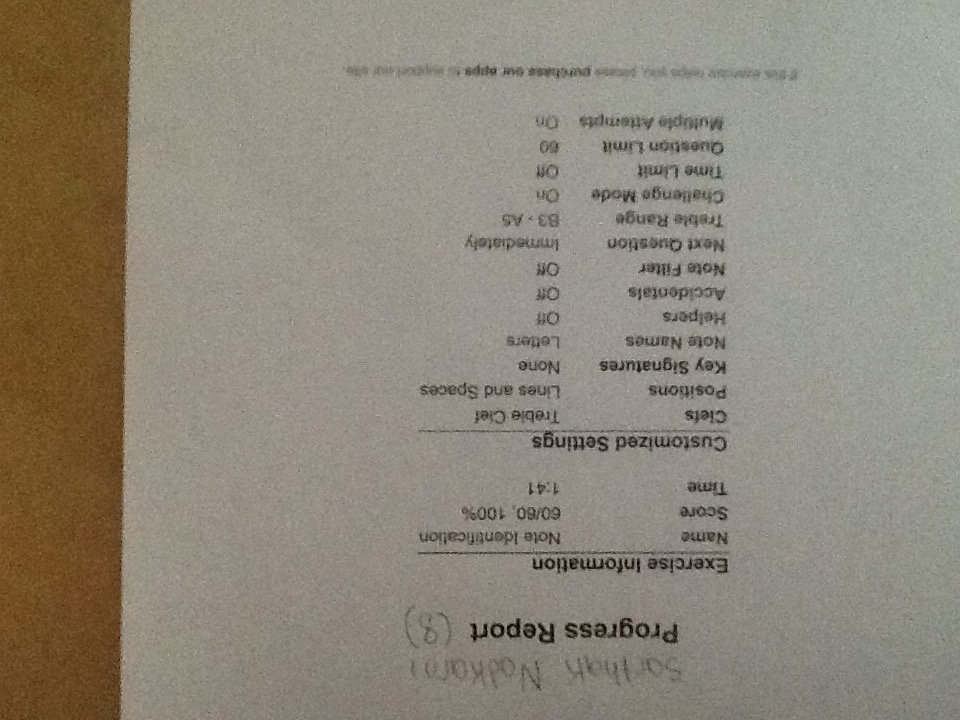 Sarthak Nadkarni
Progress Report (8)
Exercise Information
Name Note Identification
Score 60/60, 100%
Time 1:41
Customized Settings
Clefs Treble Clef
Positions Lines and Spaces
Key Signatures None
Note Names Letters
Helpers Off
Accidentals Off
Note Filter Off
Next Question Immediately
Treble Range B3 - A5
Challenge Mode On
Time Limit Off
Question Limit 60
Multiple Attempts On
If this exercise helps you, please purchase our apps to support our site.